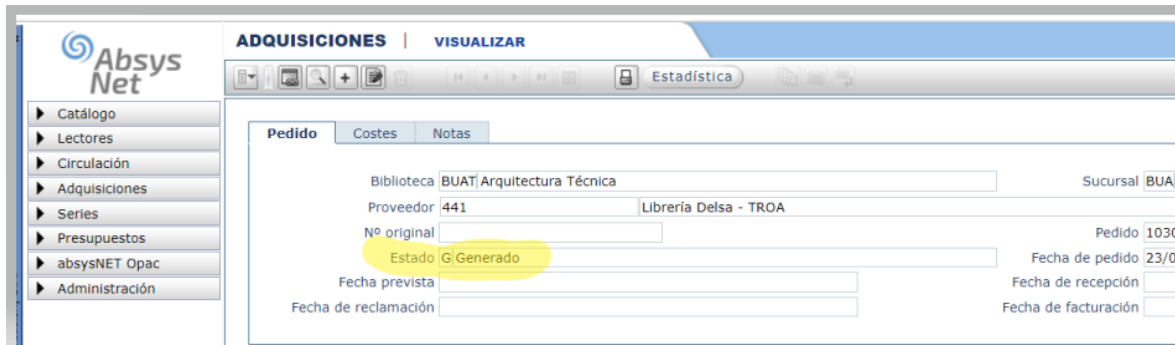 Absys
Net
ADQUISICIONES | VISUALIZAR
Estadística
Catálogo
Lectores
Circulación
Adquisiciones
Series
Presupuestos
absysNET Opac
Administración
Pedido Costes Notas
Biblioteca BUAT Arquitectura Técnica Sucursal BUA
Proveedor 441 Librería Delsa - TROA
Nº original Pedido 1030
Estado G Generado Fecha de pedido 23/0
Fecha prevista Fecha de recepción
Fecha de reclamación Fecha de facturación